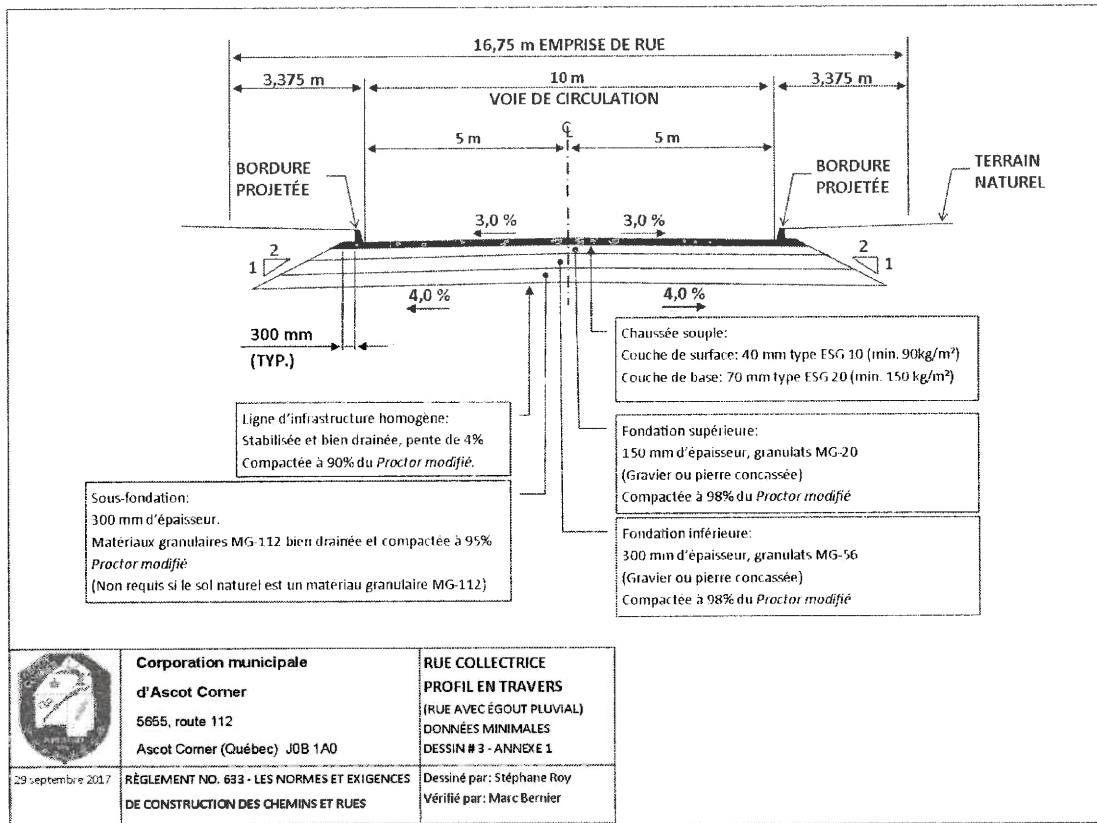 16,75 m EMPRISE DE RUE
3,375 m
10 m
3,375 m
VOIE DE CIRCULATION
5 m
5 m
BORDURE
PROJETÉE
BORDURE
PROJETÉE
TERRAIN
NATUREL
3,0 %
3,0 %
2
1
2
1
4,0 %
4,0 %
300 mm
(TYP.)
Chaussée souple:
Couche de surface: 40 mm type ESG 10 (min. 90kg/m²)
Couche de base: 70 mm type ESG 20 (min. 150 kg/m²)
Ligne d'infrastructure homogène:
Stabilisée et bien drainée, pente de 4%
Compactée à 90% du Proctor modifié.
Fondation supérieure:
150 mm d'épaisseur, granulats MG-20
(Gravier ou pierre concassée)
Compactée à 98% du Proctor modifié
Sous-fondation:
300 mm d'épaisseur.
Matériaux granulaires MG-112 bien drainée et compactée à 95%
Proctor modifié
(Non requis si le sol naturel est un matériau granulaire MG-112)
Fondation inférieure:
300 mm d'épaisseur, granulats MG-56
(Gravier ou pierre concassée)
Compactée à 98% du Proctor modifié
Corporation municipale
d'Ascot Corner
5655, route 112
Ascot Corner (Québec) J0B 1A0
RUE COLLECTRICE
PROFIL EN TRAVERS
(RUE AVEC ÉGOUT PLUVIAL)
DONNÉES MINIMALES
DESSIN # 3 - ANNEXE 1
29 septembre 2017
RÈGLEMENT NO. 633 - LES NORMES ET EXIGENCES
DE CONSTRUCTION DES CHEMINS ET RUES
Dessiné par: Stéphane Roy
Vérifié par: Marc Bernier